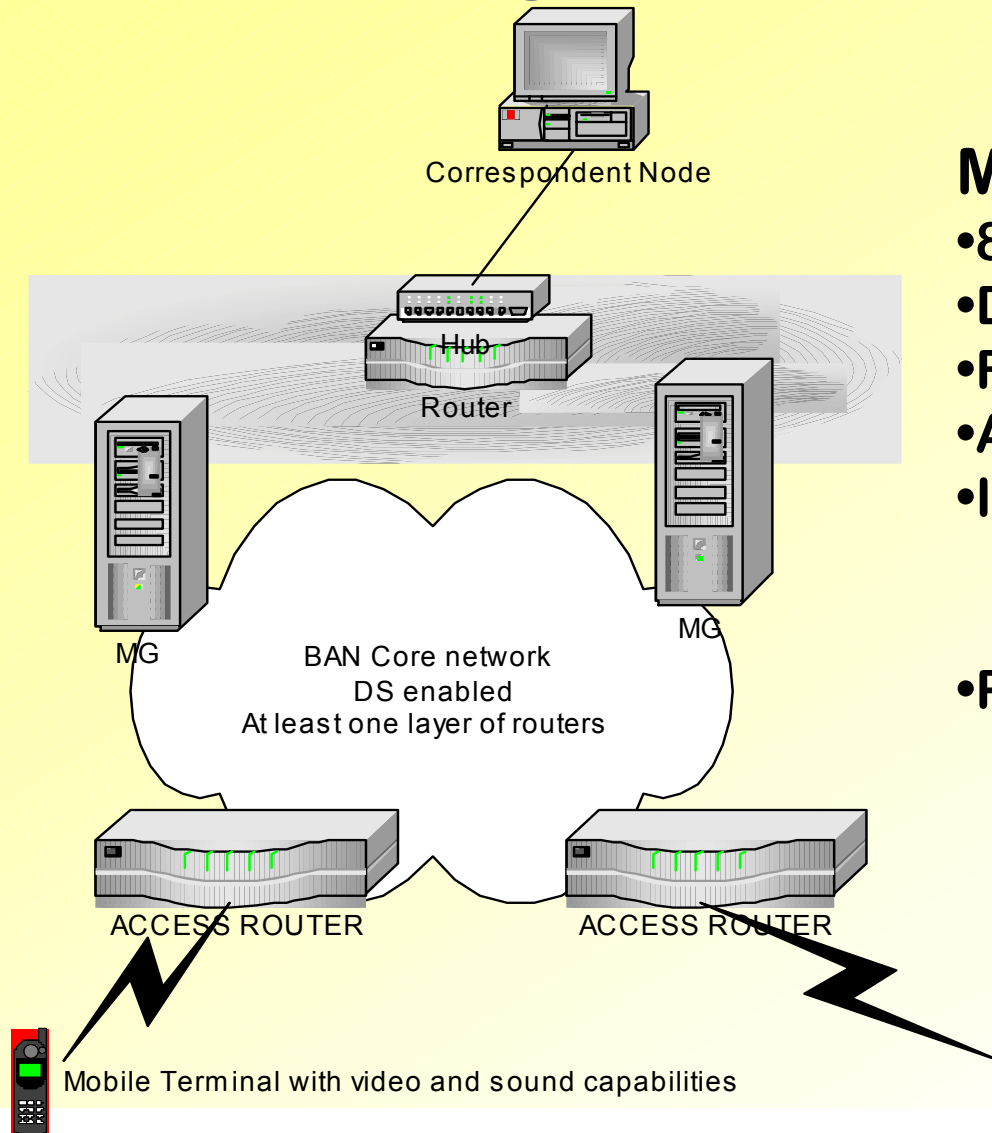 Correspondent Node
Hub
Router
MG
MG
BAN Core network
DS enabled
At least one layer of routers
ACCESS ROUTER
ACCESS ROUTER
Mobile Terminal with video and sound capabilities